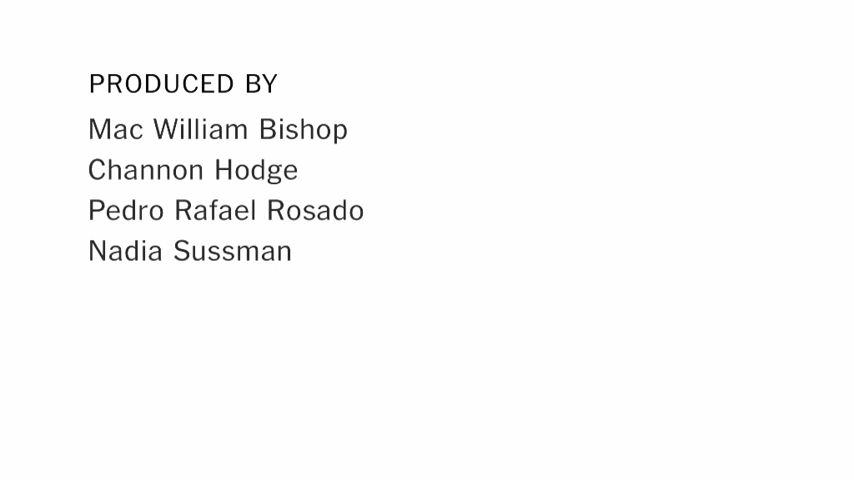 PRODUCED BY
Mac William Bishop
Channon Hodge
Pedro Rafael Rosado
Nadia Sussman